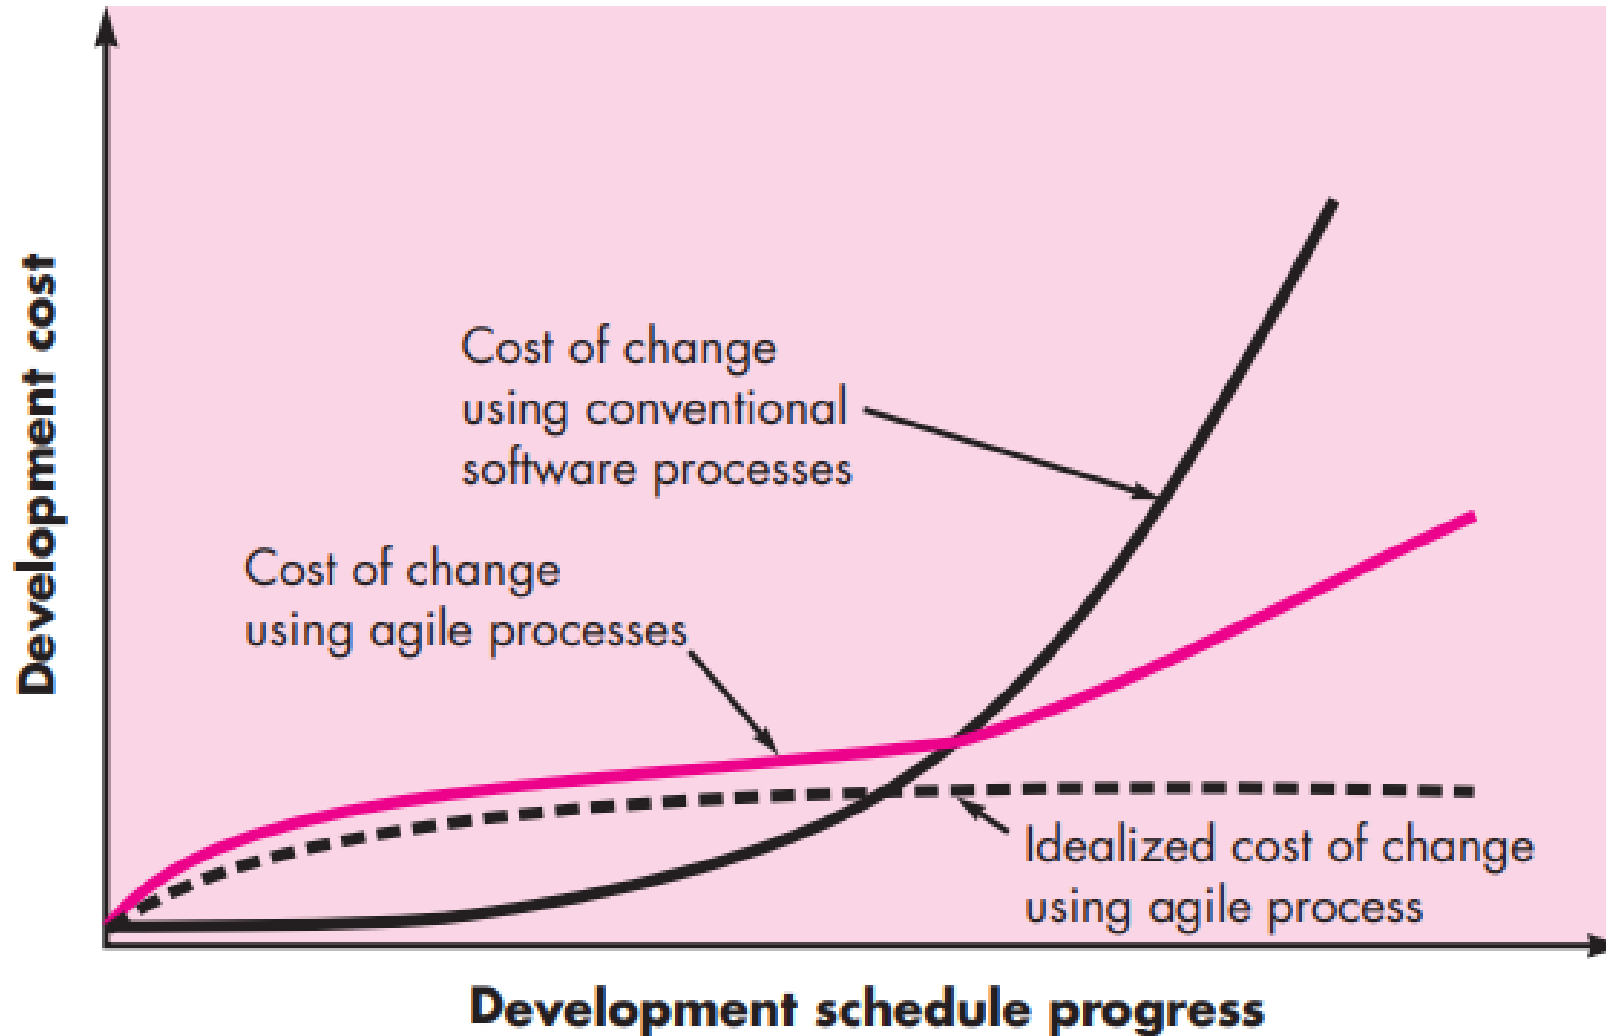 Development cost
Cost of change
using conventional
software processes
Cost of change
using agile processes
Idealized cost of change
using agile process
Development schedule progress